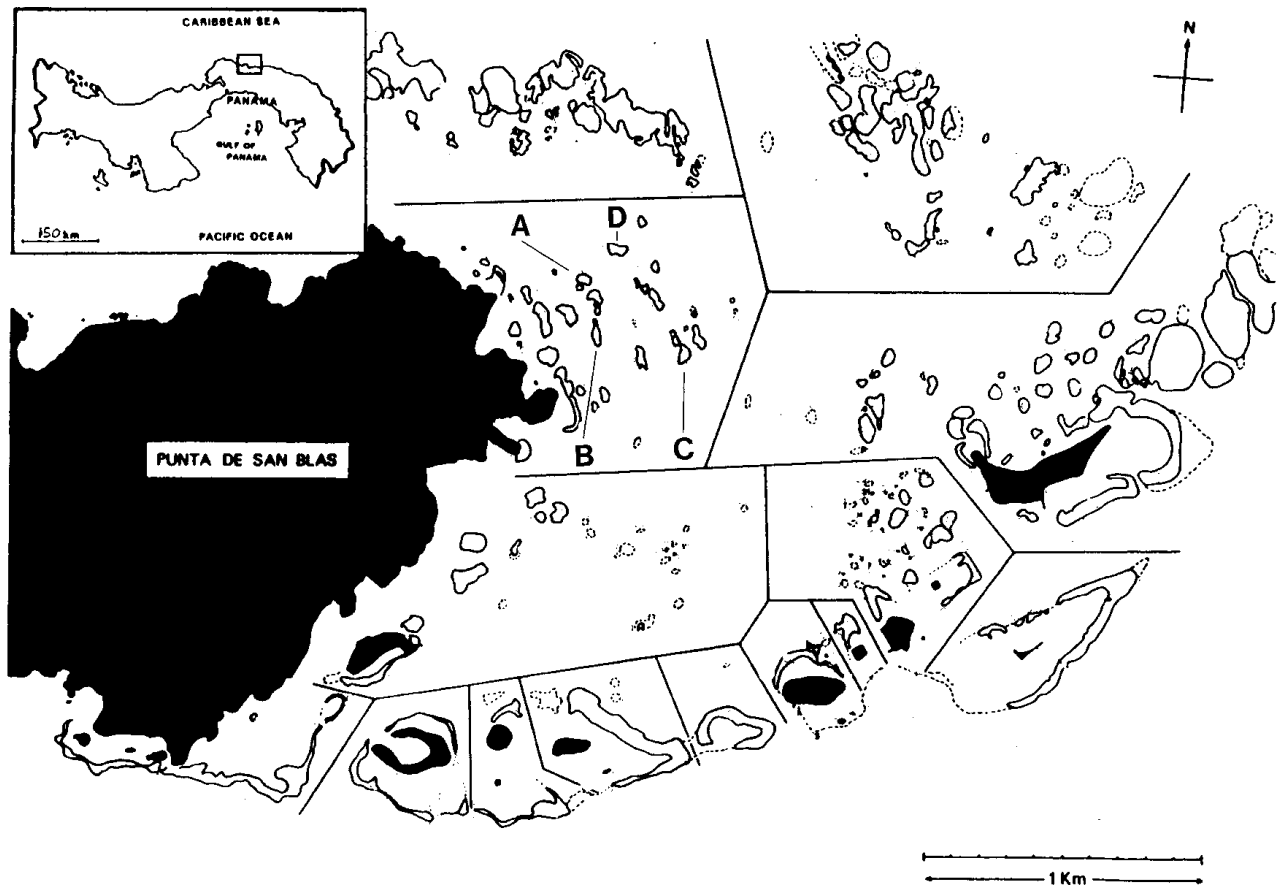 CARIBBEAN SEA
PANAMA
GULF OF
PANAMA
150 km
PACIFIC OCEAN
N
A
D
B
C
PUNTA DE SAN BLAS
1 Km